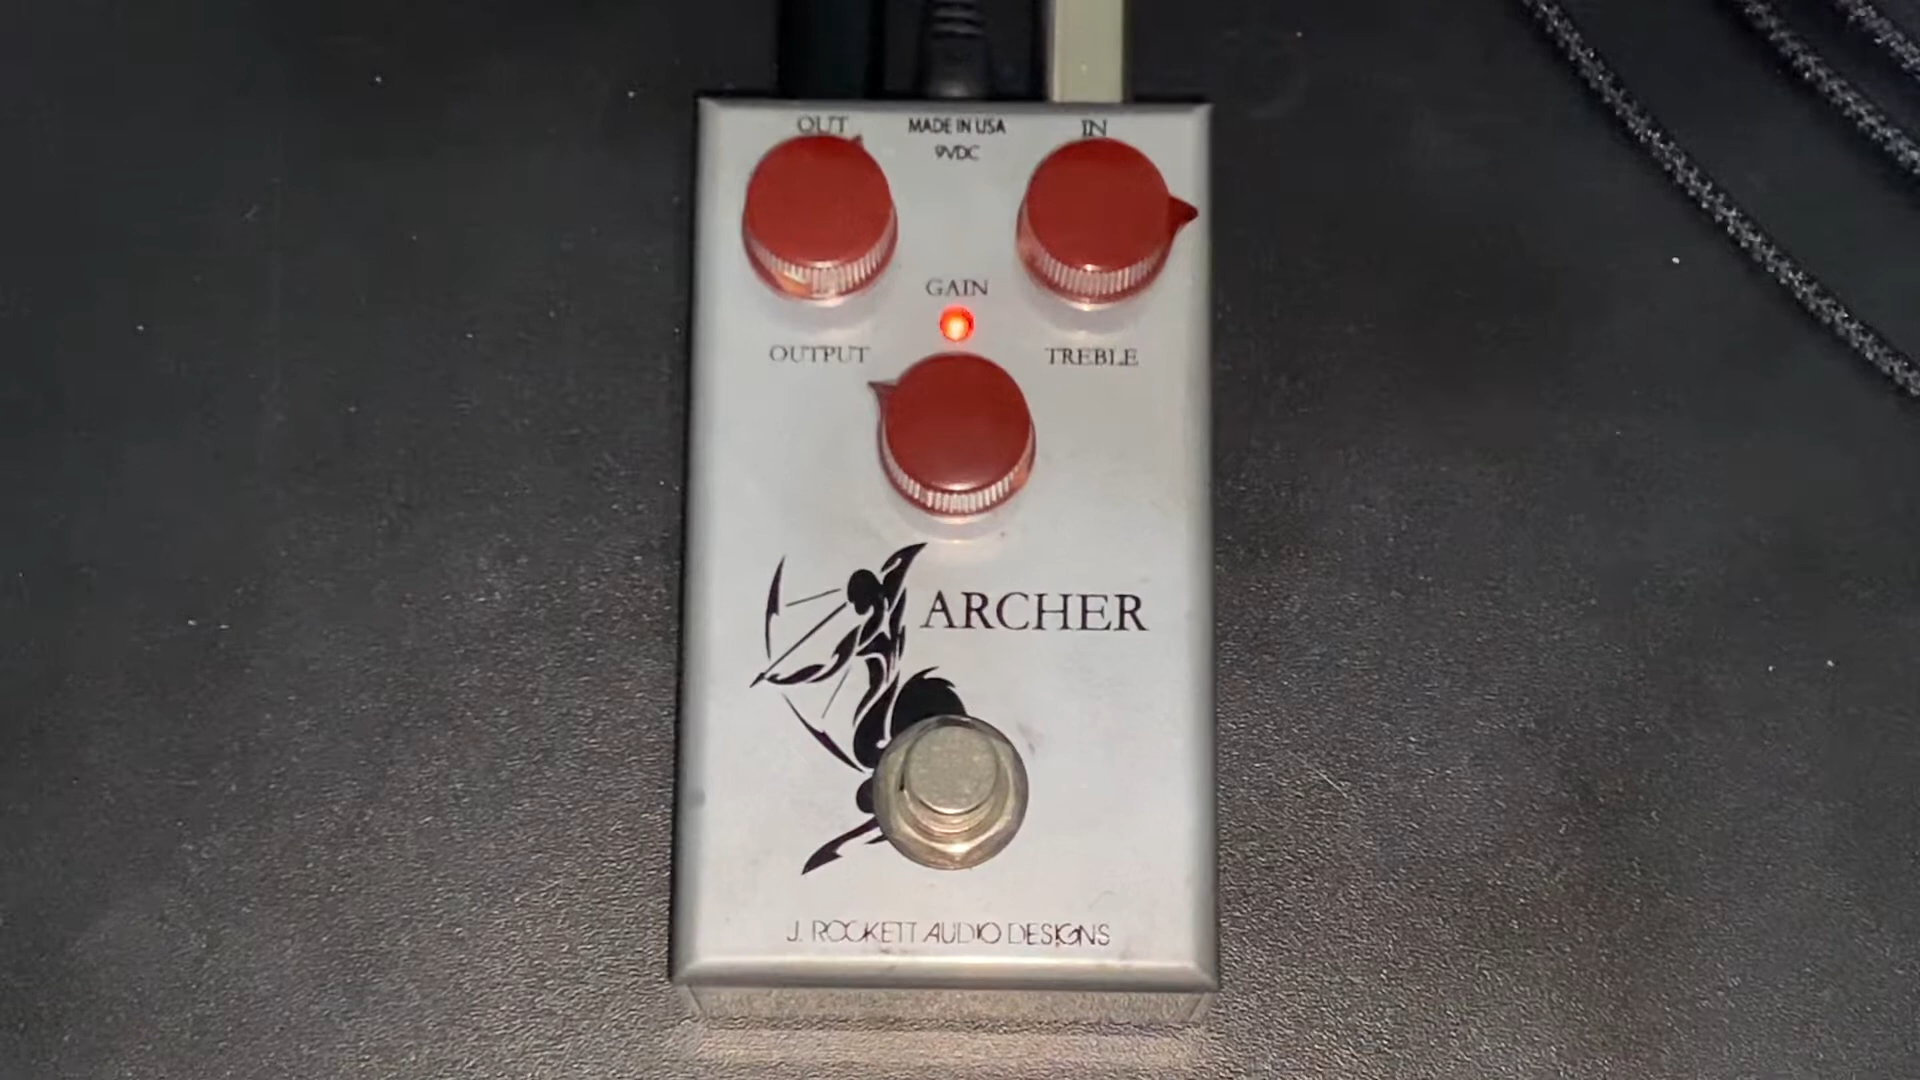 OUT
MADE IN USA
IN
9VDC
GAIN
OUTPUT
TREBLE
ARCHER
J. ROCKETT AUDIO DESIGNS